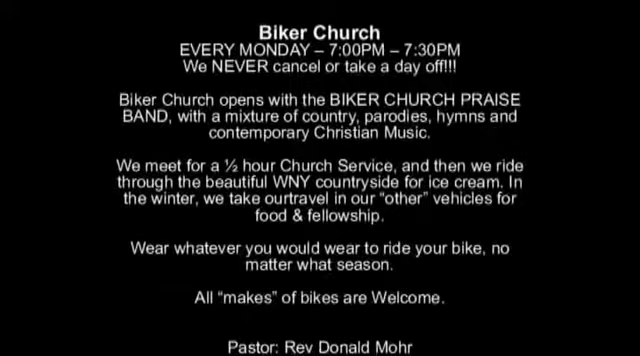 Biker Church
EVERY MONDAY – 7:00PM – 7:30PM
We NEVER cancel or take a day off!!!
Biker Church opens with the BIKER CHURCH PRAISE
BAND, with a mixture of country, parodies, hymns and
contemporary Christian Music.
We meet for a ½ hour Church Service, and then we ride
through the beautiful WNY countryside for ice cream. In
the winter, we take ourtravel in our “other” vehicles for
food & fellowship.
Wear whatever you would wear to ride your bike, no
matter what season.
All “makes” of bikes are Welcome.
Pastor: Rev Donald Mohr